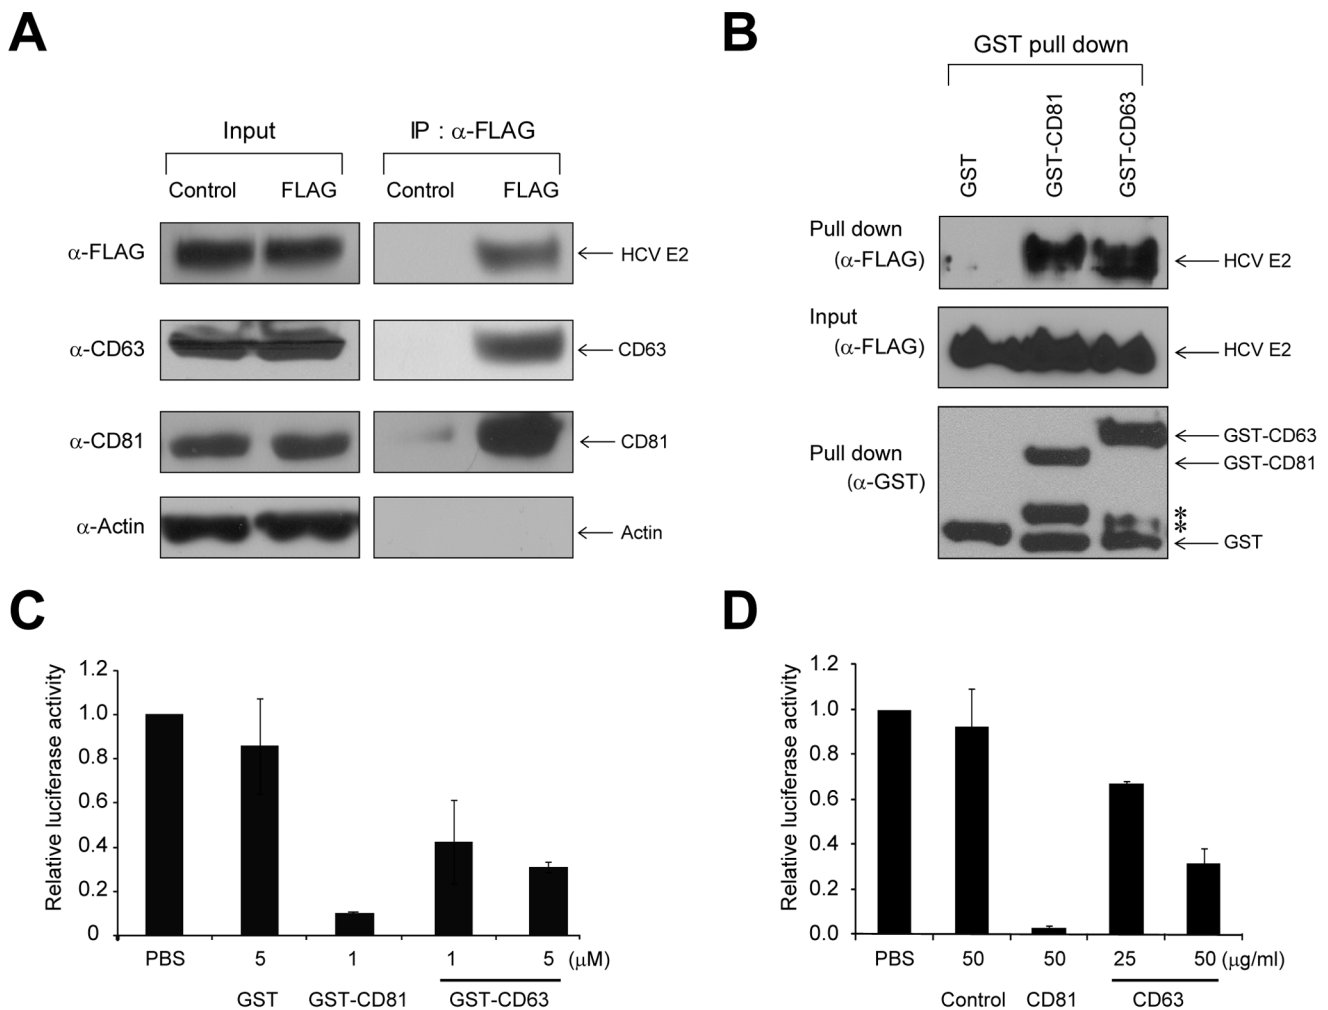 A
Input
IP : α-FLAG
Control
FLAG
Control
FLAG
α-FLAG
HCV E2
α-CD63
CD63
α-CD81
CD81
α-Actin
Actin
B
GST pull down
GST
GST-CD81
GST-CD63
Pull down
(α-FLAG)
HCV E2
Input
(α-FLAG)
HCV E2
Pull down
(α-GST)
GST-CD63
GST-CD81
*
*
GST
C
Relative luciferase activity
1.2
1.0
0.8
0.6
0.4
0.2
0
PBS 5 1 1 5 (μM)
GST GST-CD81 GST-CD63
D
Relative luciferase activity
1.2
1.0
0.8
0.6
0.4
0.2
0.0
PBS 50 50 25 50 (μg/ml)
Control CD81 CD63